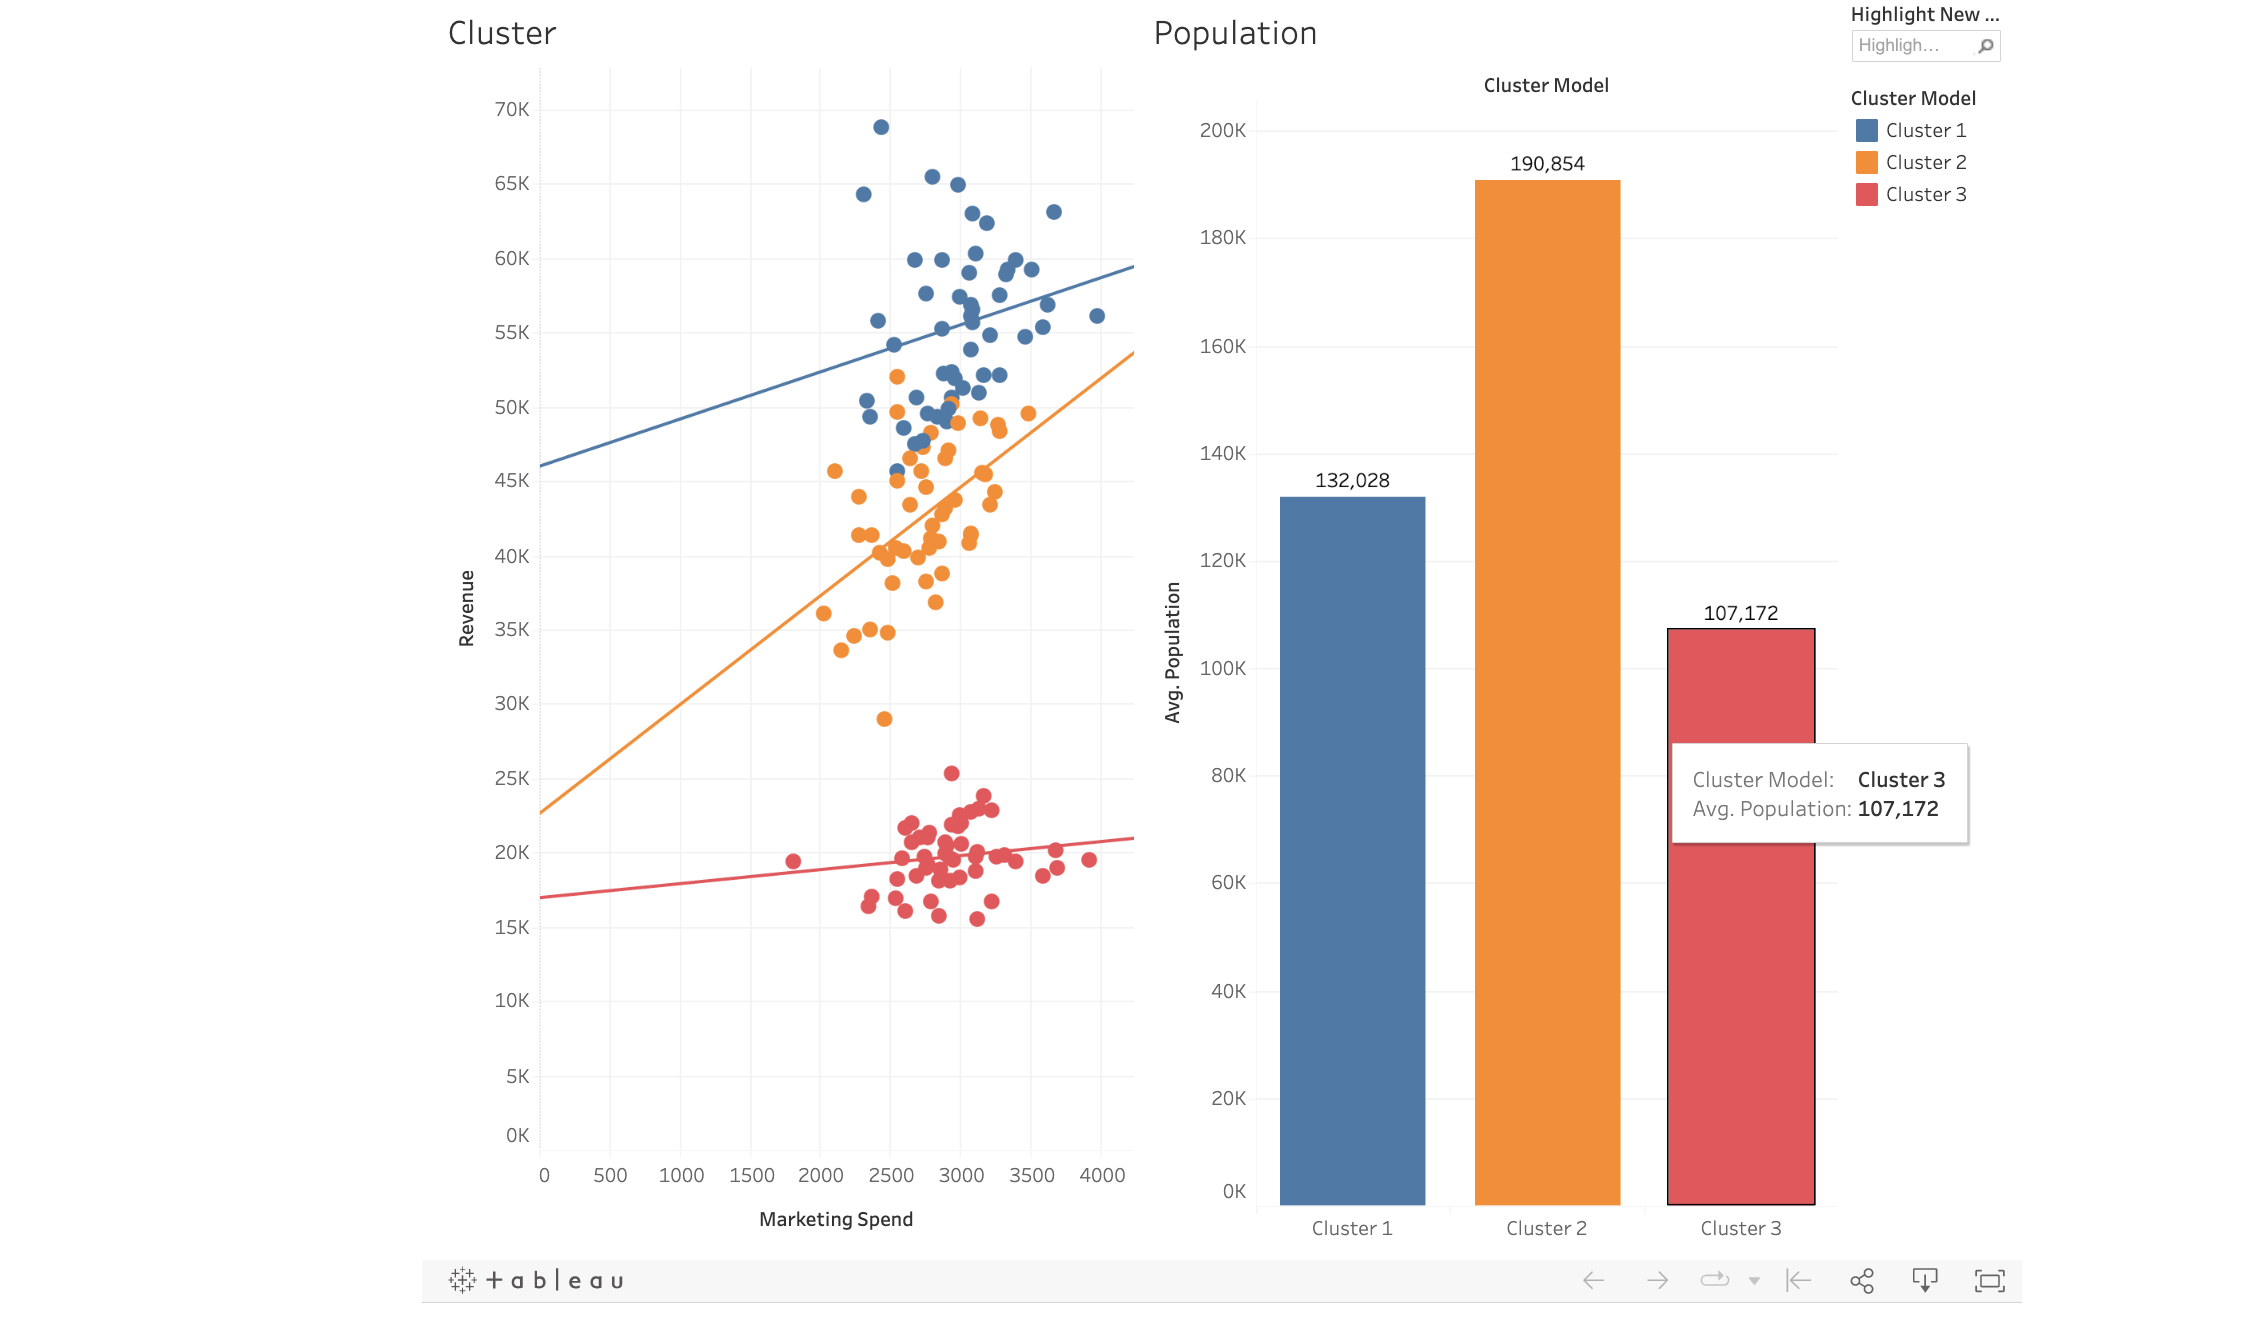 Cluster
70K
65K
60K
55K
50K
45K
40K
35K
30K
25K
20K
15K
10K
5K
0K
Revenue
0 500 1000 1500 2000 2500 3000 3500 4000
Marketing Spend
Population
Cluster Model
200K
180K
160K
140K
120K
100K
80K
60K
40K
20K
0K
Avg. Population
132,028
190,854
107,172
Cluster Model: Cluster 3
Avg. Population: 107,172
Cluster 1 Cluster 2 Cluster 3
Highlight New ...
Highligh...
Cluster Model
Cluster 1
Cluster 2
Cluster 3
+ableau